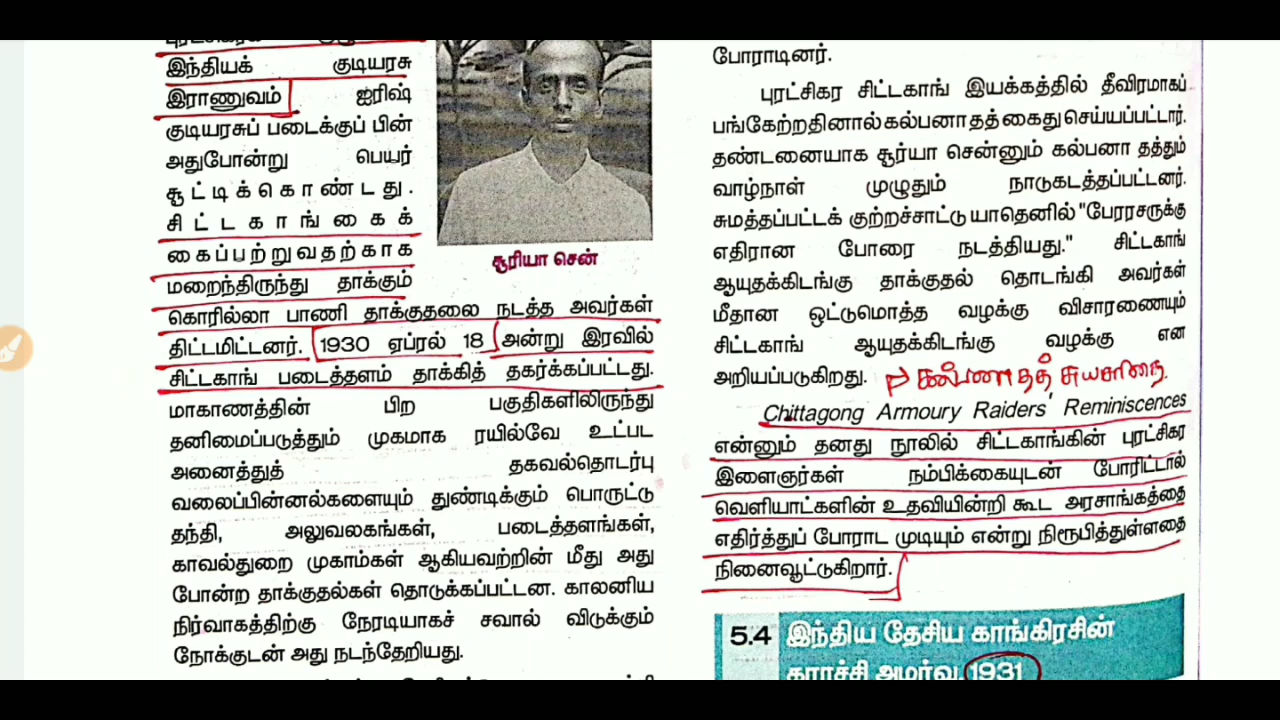 இந்தியக் குடியரசு
இராணுவம் ஐரிஷ்
குடியரசுப் படைக்குப் பின்
அதுபோன்று பெயர்
சூட்டிக்கொண்டது.
சிட்டகாங்கைக்
கைப்பற்றுவதற்காக
மறைந்திருந்து தாக்கும்
கொரில்லா பாணி தாக்குதலை நடத்த அவர்கள்
திட்டமிட்டனர். 1930 ஏப்ரல் 18 அன்று இரவில்
சிட்டகாங் படைத்தளம் தாக்கித் தகர்க்கப்பட்டது.
மாகாணத்தின் பிற பகுதிகளிலிருந்து
தனிமைப்படுத்தும் முகமாக ரயில்வே உட்பட
அனைத்துத் தகவல்தொடர்பு
வலைப்பின்னல்களையும் துண்டிக்கும் பொருட்டு
தந்தி, அலுவலகங்கள், படைத்தளங்கள்,
காவல்துறை முகாம்கள் ஆகியவற்றின் மீது அது
போன்ற தாக்குதல்கள் தொடுக்கப்பட்டன. காலனிய
நிர்வாகத்திற்கு நேரடியாகச் சவால் விடுக்கும்
நோக்குடன் அது நடந்தேறியது.
சூரியா சென்
போராடினர்.
புரட்சிகர சிட்டகாங் இயக்கத்தில் தீவிரமாகப்
பங்கேற்றதினால் கல்பனா தத் கைது செய்யப்பட்டார்.
தண்டனையாக சூர்யா சென்னும் கல்பனா தத்தும்
வாழ்நாள் முழுதும் நாடுகடத்தப்பட்டனர்.
சுமத்தப்பட்டக் குற்றச்சாட்டு யாதெனில் "பேரரசருக்கு
எதிரான போரை நடத்தியது." சிட்டகாங்
ஆயுதக்கிடங்கு தாக்குதல் தொடங்கி அவர்கள்
மீதான ஒட்டுமொத்த வழக்கு விசாரணையும்
சிட்டகாங் ஆயுதக்கிடங்கு வழக்கு என
அறியப்படுகிறது. கல்பனா தத் சுயசரிதை
Chittagong Armoury Raiders' Reminiscences
என்னும் தனது நூலில் சிட்டகாங்கின் புரட்சிகர
இளைஞர்கள் நம்பிக்கையுடன் போரிட்டால்
வெளியாட்களின் உதவியின்றி கூட அரசாங்கத்தை
எதிர்த்துப் போராட முடியும் என்று நிரூபித்துள்ளதை
நினைவூட்டுகிறார்.
5.4 இந்திய தேசிய காங்கிரசின்
கராச்சி அமர்வு, 1931